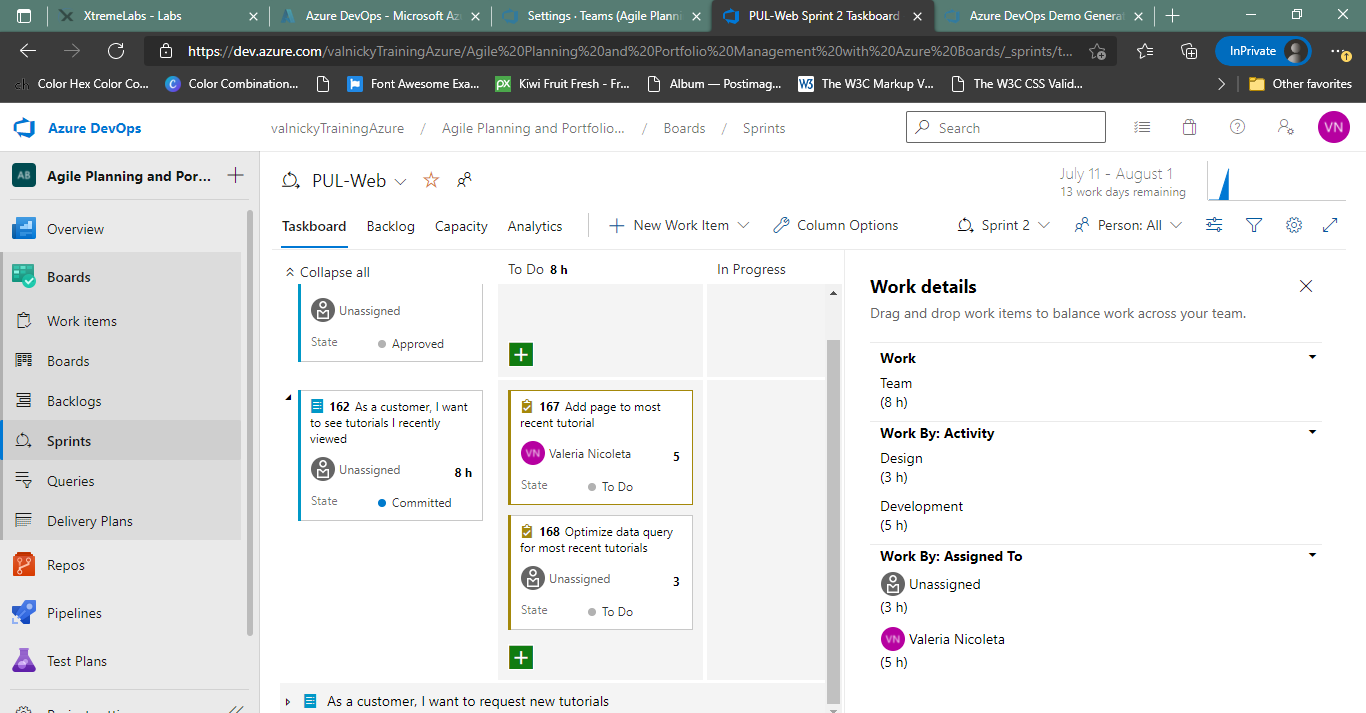 XtremeLabs - Labs
Azure DevOps - Microsoft Az
Settings · Teams (Agile Planni
PUL-Web Sprint 2 Taskboard
Azure DevOps Demo Generat
https://dev.azure.com/valnickyTrainingAzure/Agile%20Planning%20and%20Portfolio%20Management%20with%20Azure%20Boards/_sprints/t...
InPrivate
ch Color Hex Color Co...
C Color Combination...
Font Awesome Exa...
px Kiwi Fruit Fresh - Fr...
Album — Postimag...
W3 The W3C Markup V...
The W3C CSS Valid...
Other favorites
Azure DevOps
valnickyTrainingAzure / Agile Planning and Portfolio... / Boards / Sprints
Search
VN
AB Agile Planning and Por...
Overview
Boards
Work items
Boards
Backlogs
Sprints
Queries
Delivery Plans
Repos
Pipelines
Test Plans
PUL-Web
July 11 - August 1
13 work days remaining
Taskboard Backlog Capacity Analytics
New Work Item
Column Options
Sprint 2
Person: All
Collapse all
To Do 8 h
In Progress
Unassigned
State Approved
162 As a customer, I want
to see tutorials I recently
viewed
Unassigned 8 h
State Committed
167 Add page to most
recent tutorial
VN Valeria Nicoleta 5
State To Do
168 Optimize data query
for most recent tutorials
Unassigned 3
State To Do
As a customer, I want to request new tutorials
Work details
Drag and drop work items to balance work across your team.
Work
Team
(8 h)
Work By: Activity
Design
(3 h)
Development
(5 h)
Work By: Assigned To
Unassigned
(3 h)
VN Valeria Nicoleta
(5 h)